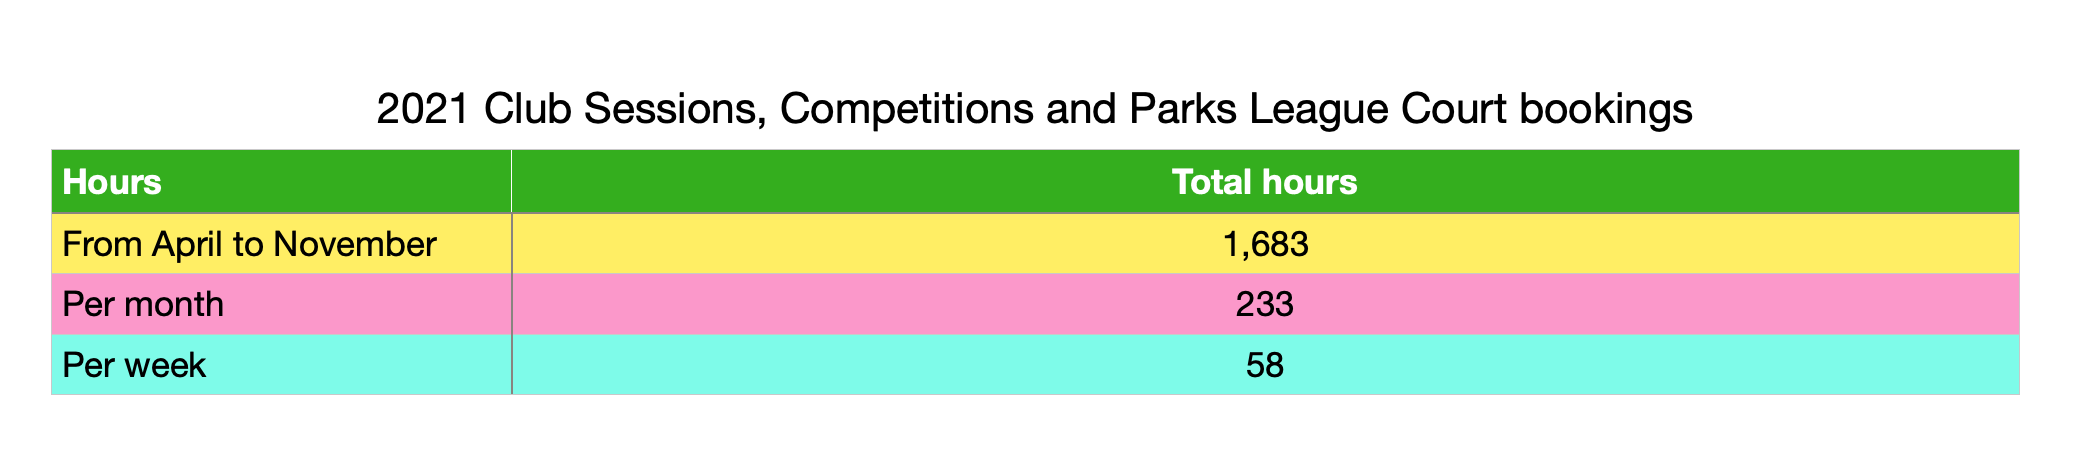 2021 Club Sessions, Competitions and Parks League Court bookings
Hours Total hours
From April to November 1,683
Per month 233
Per week 58